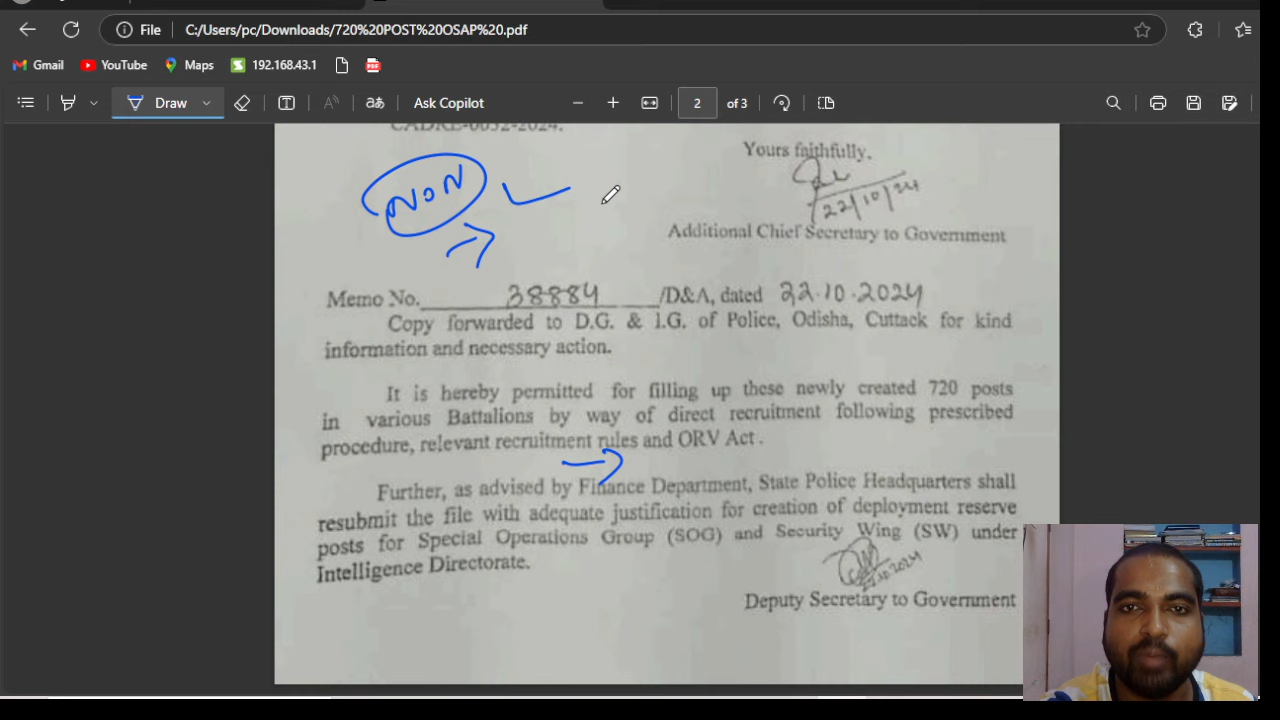 File C:/Users/pc/Downloads/720%20POST%20OSAP%20.pdf
Gmail YouTube Maps 192.168.43.1
Draw Ask Copilot 2 of 3
CADRE-0032-2024.
Yours faithfully,
NON
22/10/24
Additional Chief Secretary to Government
Memo No. 38884 /D&A, dated 22.10.2024
Copy forwarded to D.G. & I.G. of Police, Odisha, Cuttack for kind
information and necessary action.
It is hereby permitted for filling up these newly created 720 posts
in various Battalions by way of direct recruitment following prescribed
procedure, relevant recruitment rules and ORV Act.
Further, as advised by Finance Department, State Police Headquarters shall
resubmit the file with adequate justification for creation of deployment reserve
posts for Special Operations Group (SOG) and Security Wing (SW) under
Intelligence Directorate.
Deputy Secretary to Government